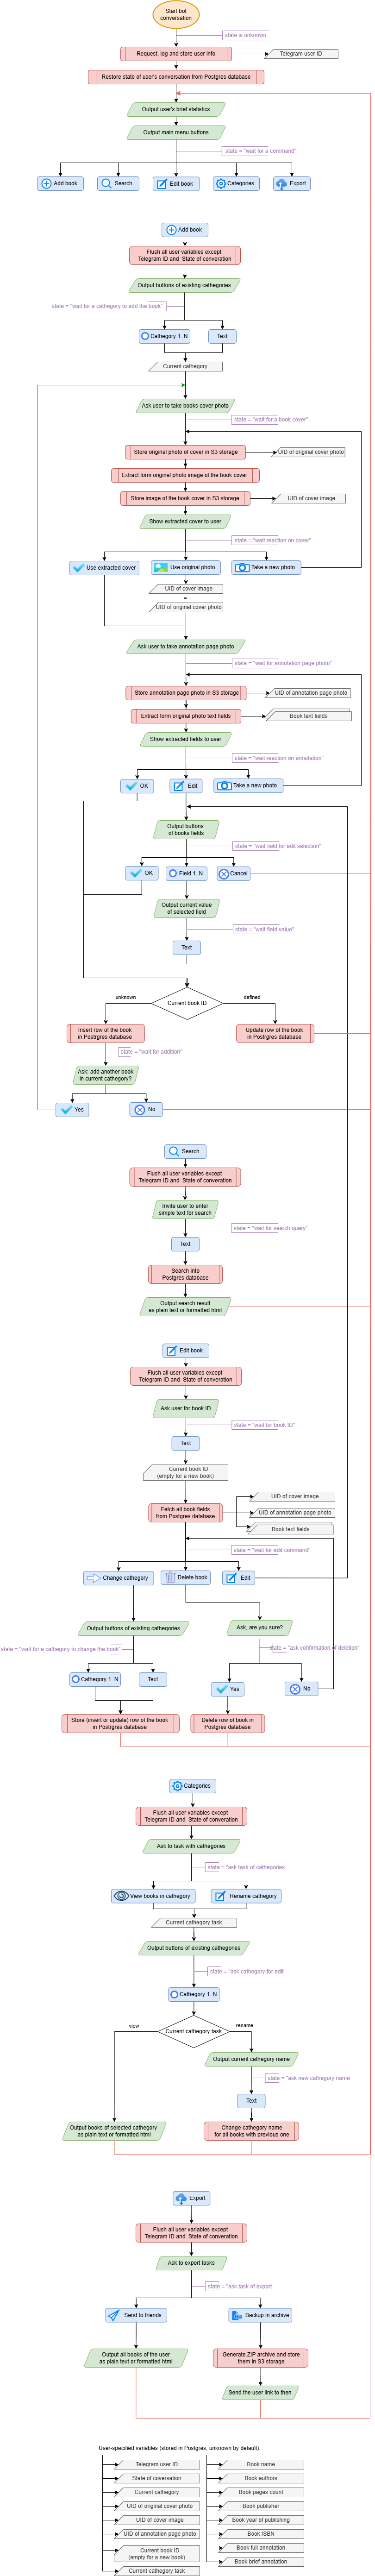 Start bot
conversation
state is unknown
Request, log and store user info
Telegram user ID
Restore state of user's conversation from Postgres database
Output user's brief statistics
Output main menu buttons
state = "wait for a command"
Add book
Search
Edit book
Categories
Export
Add book
Flush all user variables except
Telegram ID and State of converation
Output buttons of existing cathegories
state = "wait for a cathegory to add the book"
Cathegory 1..N
Text
Current cathegory
Ask user to take books cover photo
state = "wait for a book cover"
Store original photo of cover in S3 storage
UID of original cover photo
Extract form original photo image of the book cover
Store image of the book cover in S3 storage
UID of cover image
Show extracted cover to user
state = "wait reaction on cover"
Use extracted cover
Use original photo
Take a new photo
UID of cover image
=
UID of original cover photo
Ask user to take annotation page photo
state = "wait for annotation page photo"
Store annotation page photo in S3 storage
UID of annotation page photo
Extract form original photo text fields
Book text fields
Show extracted fields to user
state = "wait reaction on annotation"
OK
Edit
Take a new photo
Output buttons
of books fields
state = "wait field for edit selection"
OK
Field 1..N
Cancel
Output current value
of selected field
state = "wait field value"
Text
Current book ID
unknown
defined
Insert row of the book
in Postrgres database
Update row of the book
in Postrgres database
state = "wait for addition"
Ask: add another book
in current cathegory?
Yes
No
Search
Flush all user variables except
Telegram ID and State of converation
Invite user to enter
simple text for search
state = "wait for search query"
Text
Search into
Postgres database
Output search result
as plain text or formatted html
Edit book
Flush all user variables except
Telegram ID and State of converation
Ask user for book ID
state = "wait for book ID"
Text
Current book ID
(empty for a new book)
Fetch all book fields
from Postgres database
UID of cover image
UID of annotation page photo
Book text fields
state = "wait for edit command"
Change cathegory
Delete book
Edit
Output buttons of existing cathegories
Ask, are you sure?
state = "wait for a cathegory to change the book"
state = "ask confirmation of deletion"
Cathegory 1..N
Text
Yes
No
Store (insert or update) row of the book
in Postgres database
Delete row of book in
Postgres database
Categories
Flush all user variables except
Telegram ID and State of converation
Ask to task with cathegories
state = "ask task of cathegories
View books in cathegory
Rename cathegory
Current cathegory task
Output buttons of existing cathegories
state = "ask cathegory for edit
Cathegory 1..N
Current cathegory task
view
rename
Output current cathegory name
state = "ask new cathegory name
Text
Output books of selected cathegory
as plain text or formatted html
Change cathegory name
for all books with previous one
Export
Flush all user variables except
Telegram ID and State of converation
Ask to export tasks
state = "ask task of export
Send to friends
Backup in archive
Output all books of the user
as plain text or formatted html
Generate ZIP archive and store
them in S3 storage
Send the user link to then
User-specified variables (stored in Postgres, unknown by default):
Telegram user ID
Book name
State of coversation
Book authors
Current cathegory
Book pages count
UID of original cover photo
Book publisher
UID of cover image
Book year of publishing
UID of annotation page photo
Book ISBN
Current book ID
(empty for a new book)
Book full annotation
Book brief annotation
Current cathegory task